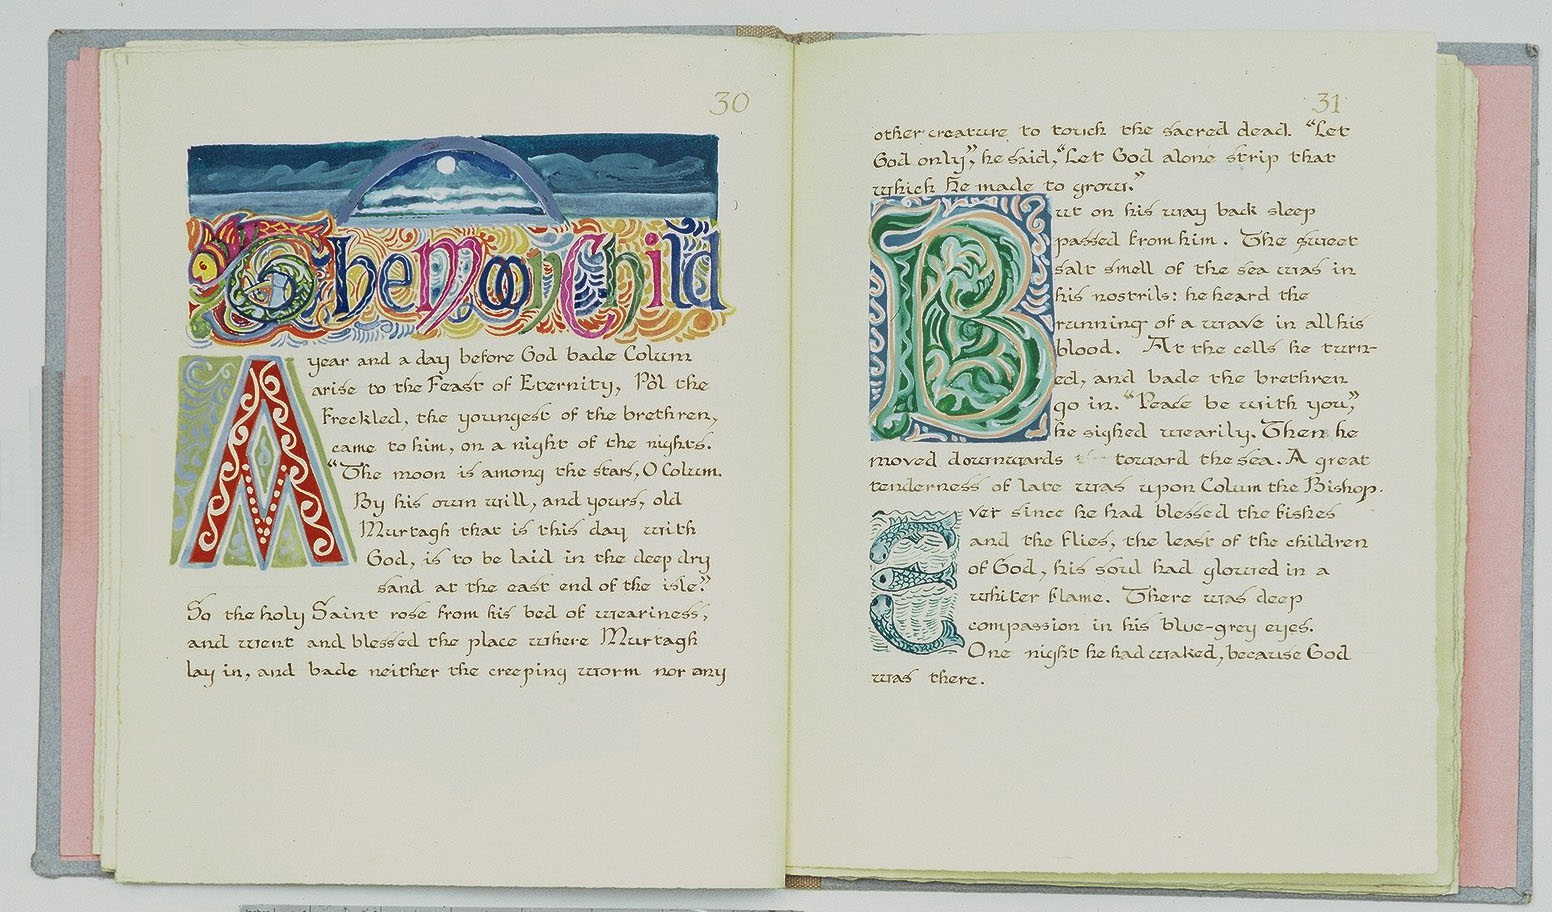 30
The Moon Child
A year and a day before God bade Colum
arise to the Feast of Eternity, Pòl the
Freckled, the youngest of the brethren,
came to him, on a night of the nights.
“The moon is among the stars, O Colum.
By his own will, and yours, old
Murtagh that is this day with
God, is to be laid in the deep dry
sand at the east end of the isle.”
So the holy Saint rose from his bed of weariness,
and went and blessed the place where Murtagh
lay in, and bade neither the creeping worm nor any
31
other creature to touch the sacred dead. “Let
God only”, he said, “Let God alone strip that
which he made to grow.”
But on his way back sleep
passed from him. The sweet
salt smell of the sea was in
his nostrils: he heard the
running of a wave in all his
blood. At the cells he turn-
ed, and bade the brethren
go in. “Peace be with you,”
he sighed wearily. Then he
moved downwards toward the sea. A great
tenderness of late was upon Colum the Bishop.
Ever since he had blessed the fishes
and the flies, the least of the children
of God, his soul had glowed in a
whiter flame. There was deep
compassion in his blue-grey eyes.
One night he had waked, because God
was there.